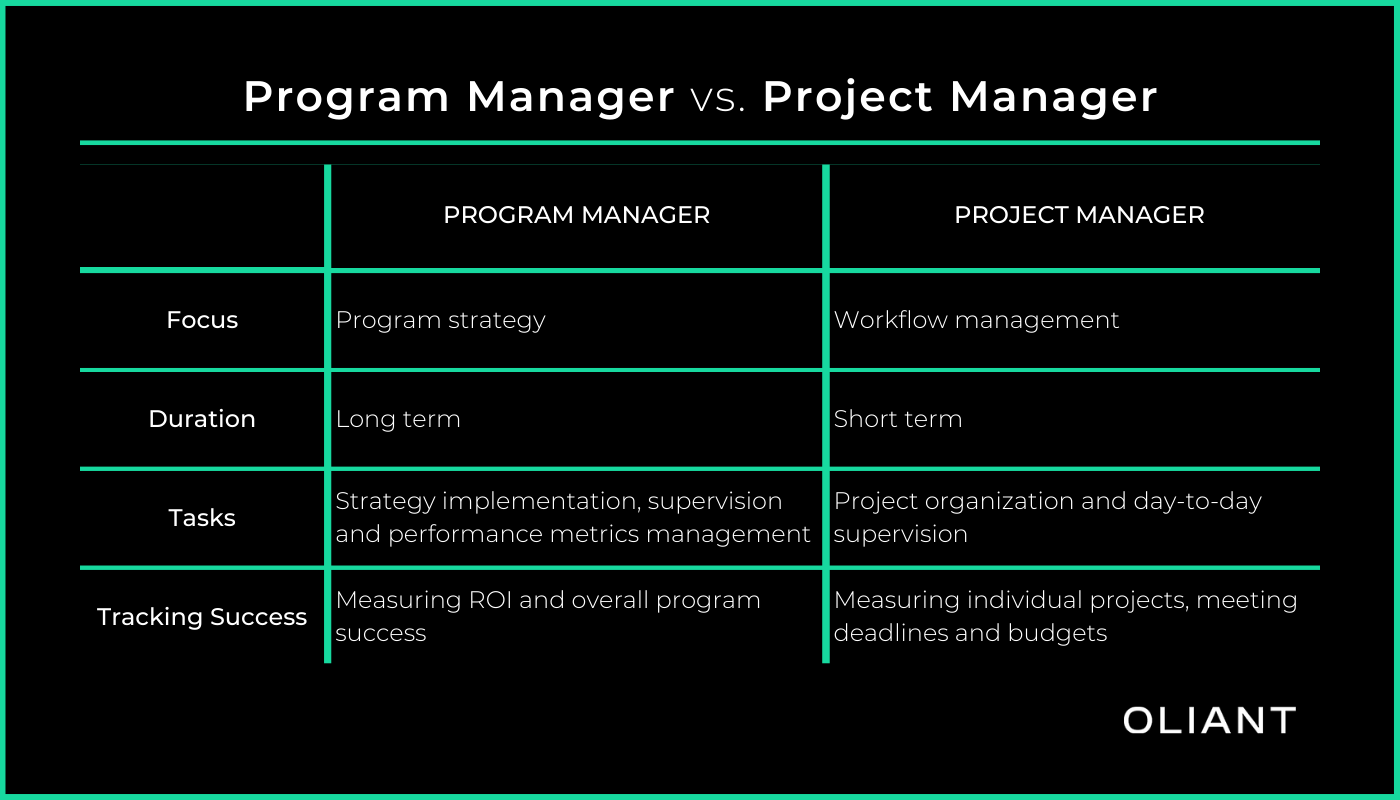 Program Manager vs. Project Manager
PROGRAM MANAGER
PROJECT MANAGER
Focus
Program strategy
Workflow management
Duration
Long term
Short term
Tasks
Strategy implementation, supervision
and performance metrics management
Project organization and day-to-day
supervision
Tracking Success
Measuring ROI and overall program
success
Measuring individual projects, meeting
deadlines and budgets
OLIANT